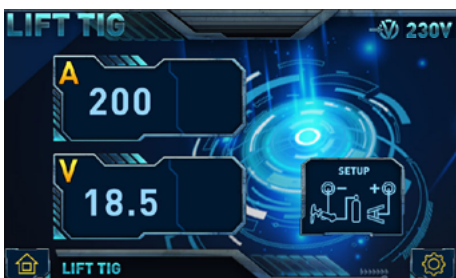 LIFT TIG
230V
A
200
V
18.5
SETUP
- +
LIFT TIG